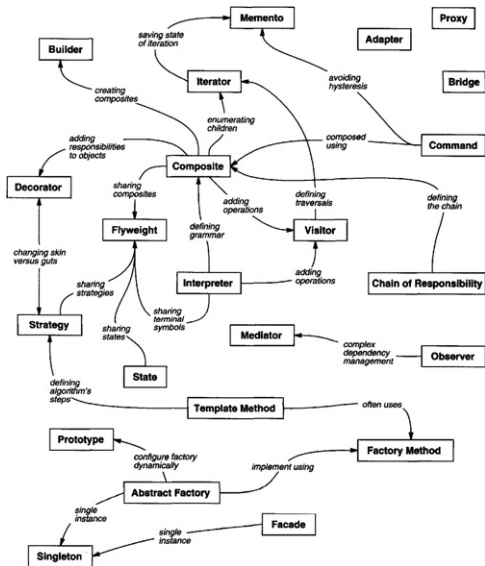 Memento
Proxy
saving state
of iteration
Adapter
Builder
avoiding
hysteresis
Iterator
Bridge
creating
composites
enumerating
children
adding
responsibilities
to objects
composed
using
Command
Composite
Decorator
sharing
composites
adding
operations
defining
traversals
defining
the chain
Flyweight
defining
grammar
Visitor
changing skin
versus guts
sharing
strategies
Interpreter
adding
operations
Chain of Responsibility
sharing
terminal
symbols
Strategy
sharing
states
Mediator
complex
dependency
management
Observer
State
defining
algorithm's
steps
Template Method
often uses
Prototype
configure factory
dynamically
implement using
Factory Method
Abstract Factory
single
instance
single
instance
Facade
Singleton